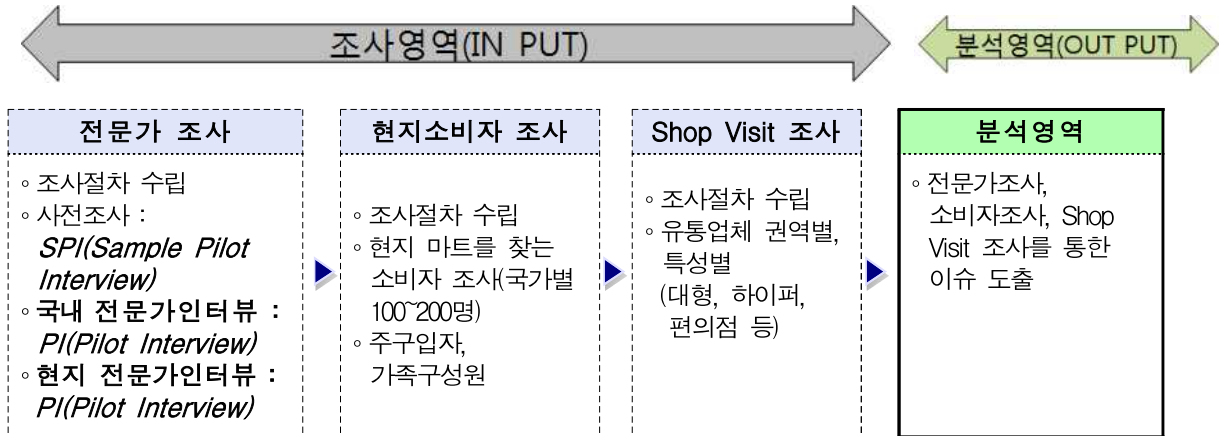 조사영역(IN PUT)
분석영역(OUT PUT)
전문가 조사
◦조사절차 수립
◦사전조사 :
SPI(Sample Pilot
Interview)
◦국내 전문가인터뷰 :
PI(Pilot Interview)
◦현지 전문가인터뷰 :
PI(Pilot Interview)
현지소비자 조사
◦조사절차 수립
◦현지 마트를 찾는
소비자 조사(국가별
100~200명)
◦주구입자,
가족구성원
Shop Visit 조사
◦조사절차 수립
◦유통업체 권역별,
특성별
(대형, 하이퍼,
편의점 등)
분석영역
◦전문가조사,
소비자조사, Shop
Visit 조사를 통한
이슈 도출